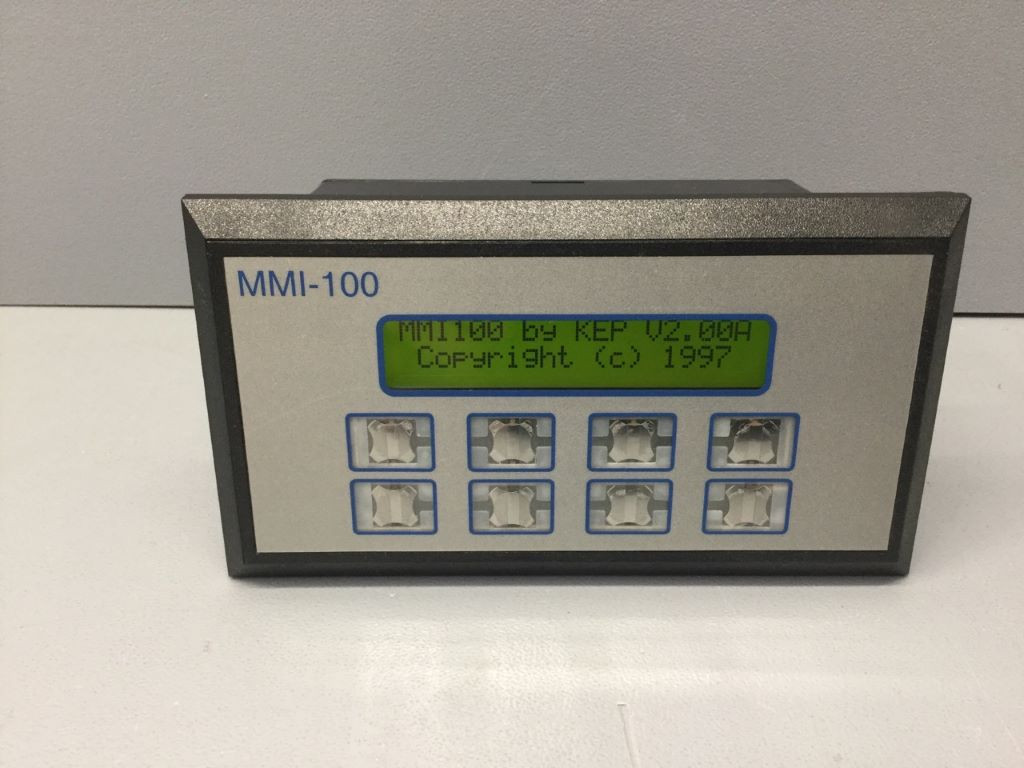 MMI-100
MMI100 by KEP V2.00A
Copyright (c) 1997